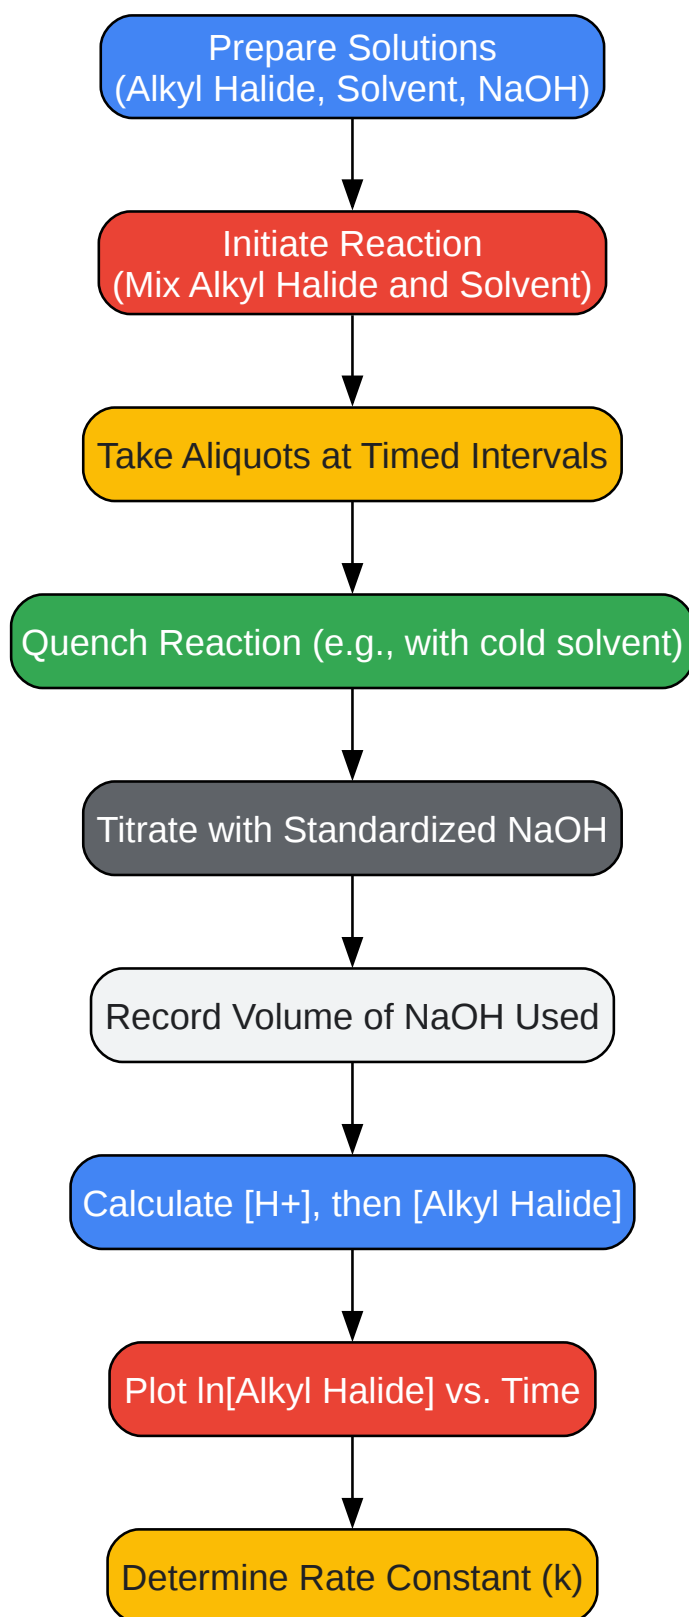 Prepare Solutions
(Alkyl Halide, Solvent, NaOH)
Initiate Reaction
(Mix Alkyl Halide and Solvent)
Take Aliquots at Timed Intervals
Quench Reaction (e.g., with cold solvent)
Titrate with Standardized NaOH
Record Volume of NaOH Used
Calculate [H+], then [Alkyl Halide]
Plot ln[Alkyl Halide] vs. Time
Determine Rate Constant (k)